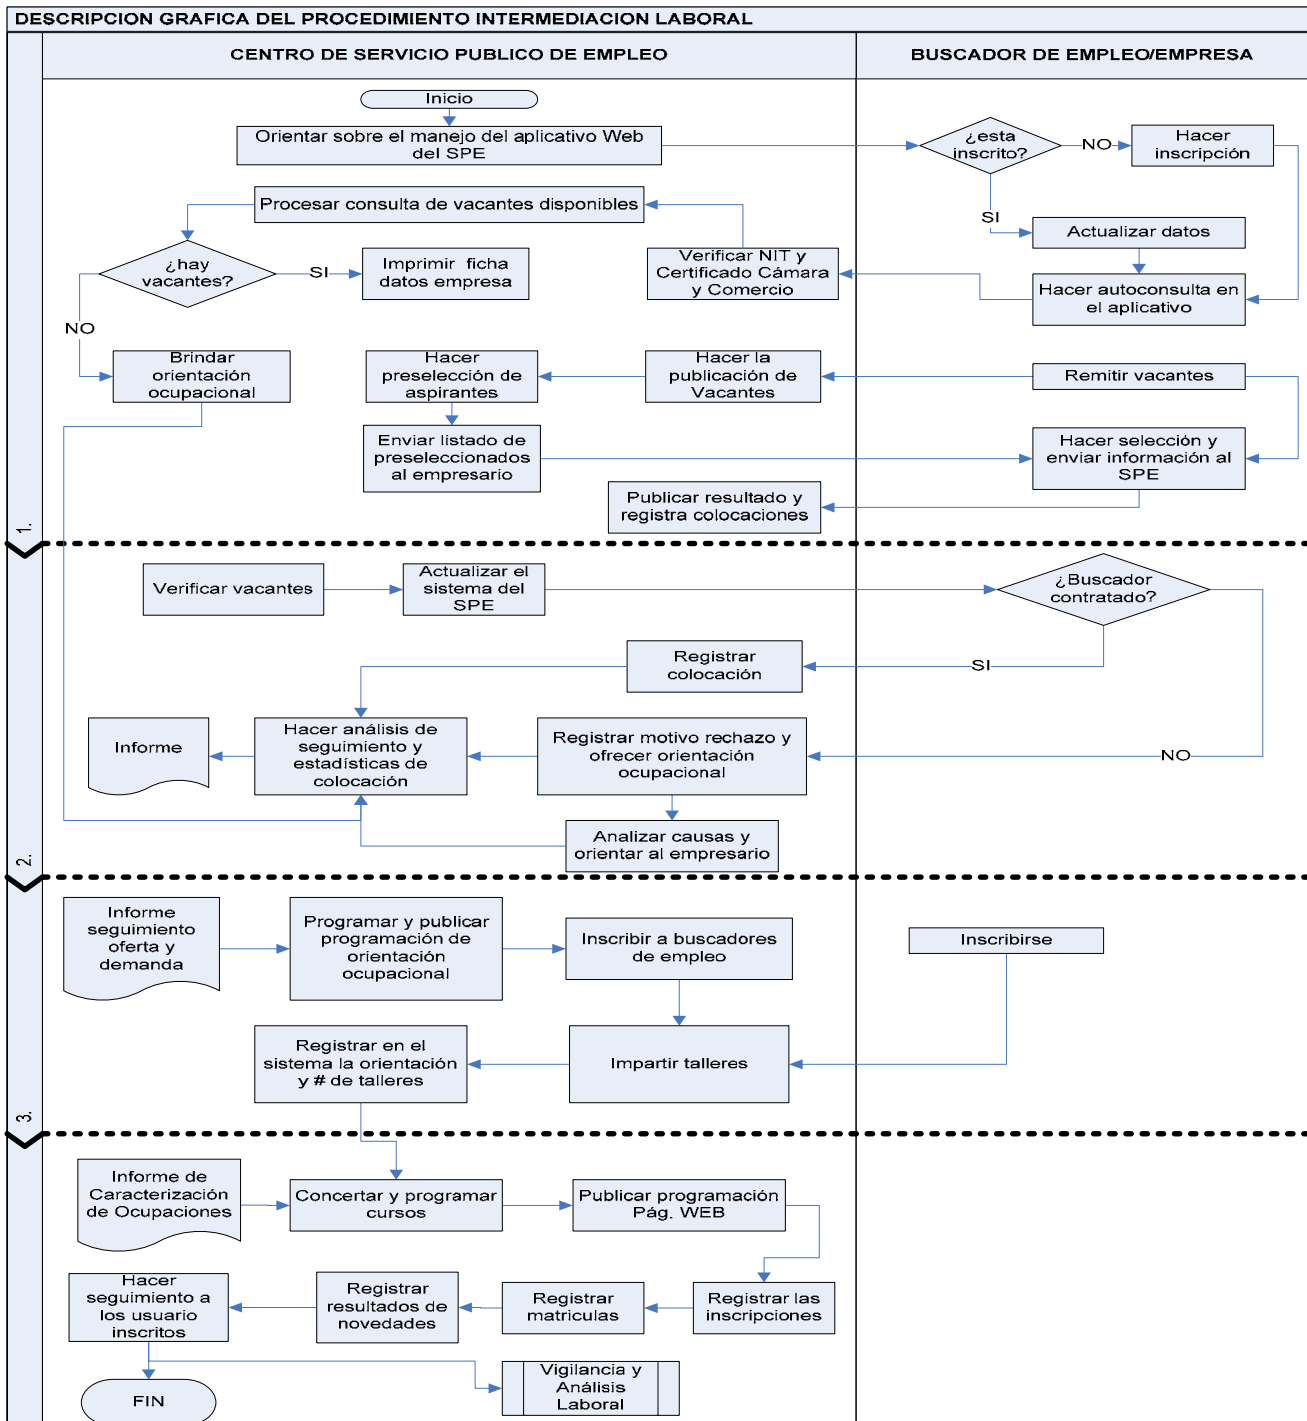 DESCRIPCION GRAFICA DEL PROCEDIMIENTO INTERMEDIACION LABORAL
CENTRO DE SERVICIO PUBLICO DE EMPLEO
BUSCADOR DE EMPLEO/EMPRESA
Inicio
Orientar sobre el manejo del aplicativo Web
del SPE
¿esta
inscrito?
NO
Hacer
inscripción
SI
Actualizar datos
Hacer autoconsulta en
el aplicativo
Verificar NIT y
Certificado Cámara
y Comercio
Procesar consulta de vacantes disponibles
¿hay
vacantes?
SI
Imprimir ficha
datos empresa
NO
Brindar
orientación
ocupacional
Hacer
preselección de
aspirantes
Hacer la
publicación de
Vacantes
Remitir vacantes
Enviar listado de
preseleccionados
al empresario
Hacer selección y
enviar información al
SPE
Publicar resultado y
registra colocaciones
1.
Verificar vacantes
Actualizar el
sistema del
SPE
¿Buscador
contratado?
SI
Registrar
colocación
NO
Informe
Hacer análisis de
seguimiento y
estadísticas de
colocación
Registrar motivo rechazo y
ofrecer orientación
ocupacional
Analizar causas y
orientar al empresario
2.
Informe
seguimiento
oferta y
demanda
Programar y publicar
programación de
orientación
ocupacional
Inscribir a buscadores
de empleo
Inscribirse
Registrar en el
sistema la orientación
y # de talleres
Impartir talleres
3.
Informe de
Caracterización
de Ocupaciones
Concertar y programar
cursos
Publicar programación
Pág. WEB
Hacer
seguimiento a
los usuario
inscritos
Registrar
resultados de
novedades
Registrar
matriculas
Registrar las
inscripciones
FIN
Vigilancia y
Análisis
Laboral